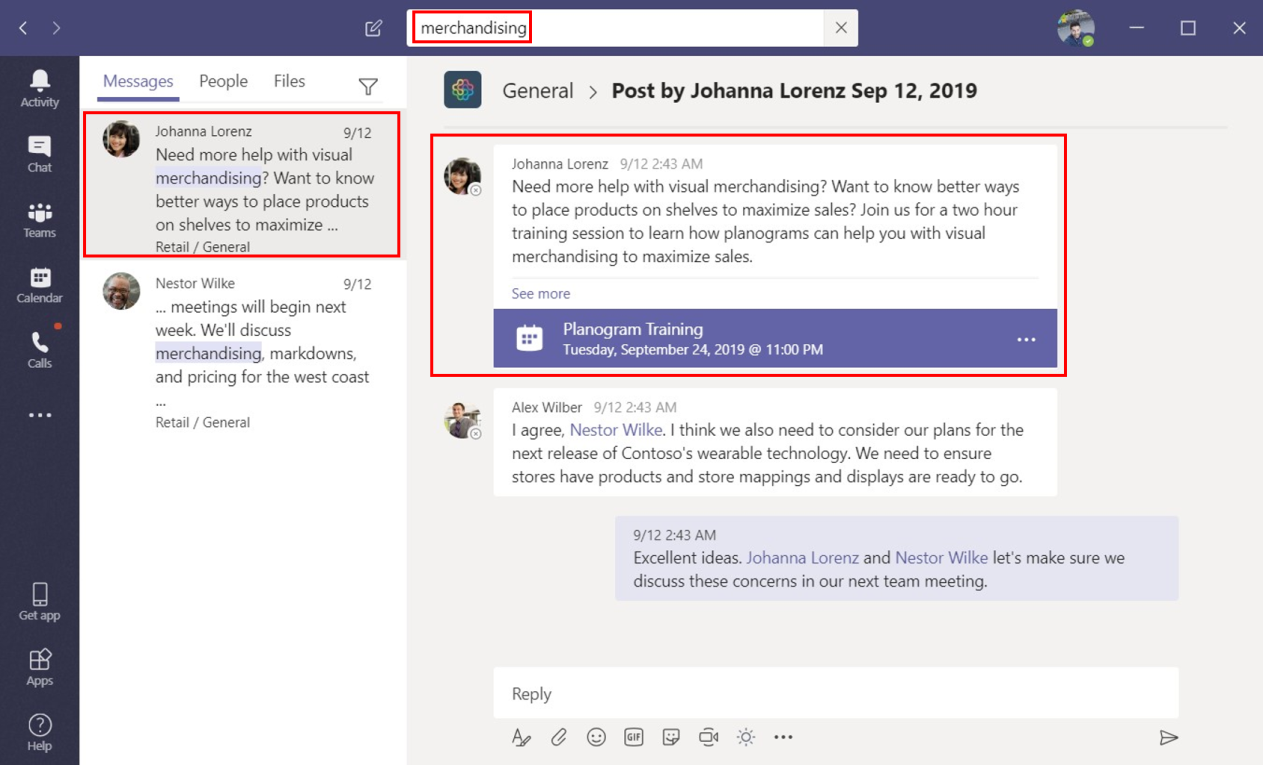 merchandising
Activity
Chat
Teams
Calendar
Calls
Get app
Apps
Help
Messages People Files
Johanna Lorenz 9/12
Need more help with visual
merchandising? Want to know
better ways to place products
on shelves to maximize ...
Retail / General
Nestor Wilke 9/12
... meetings will begin next
week. We'll discuss
merchandising, markdowns,
and pricing for the west coast
...
Retail / General
General > Post by Johanna Lorenz Sep 12, 2019
Johanna Lorenz 9/12 2:43 AM
Need more help with visual merchandising? Want to know better ways
to place products on shelves to maximize sales? Join us for a two hour
training session to learn how planograms can help you with visual
merchandising to maximize sales.
See more
Planogram Training
Tuesday, September 24, 2019 @ 11:00 PM
Alex Wilber 9/12 2:43 AM
I agree, Nestor Wilke. I think we also need to consider our plans for the
next release of Contoso's wearable technology. We need to ensure
stores have products and store mappings and displays are ready to go.
9/12 2:43 AM
Excellent ideas. Johanna Lorenz and Nestor Wilke let's make sure we
discuss these concerns in our next team meeting.
Reply
GIF